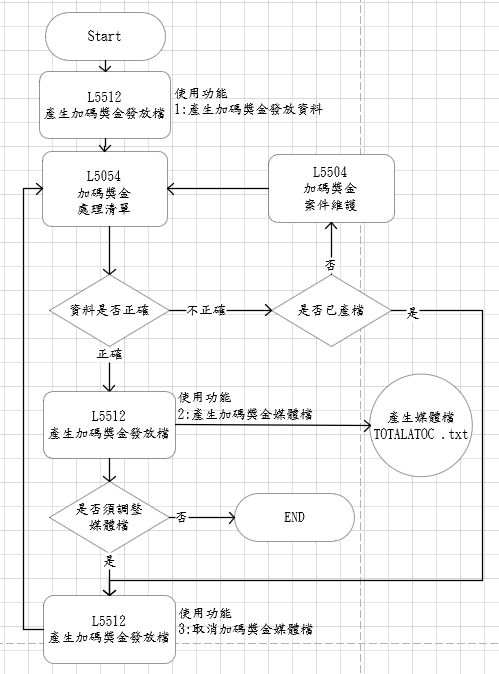 Start
L5512
產生加碼獎金發放檔
使用功能
1:產生加碼獎金發放資料
L5054
加碼獎金
處理清單
L5504
加碼獎金
案件維護
否
資料是否正確
不正確
是否已產檔
是
正確
L5512
產生加碼獎金發放檔
使用功能
2:產生加碼獎金媒體檔
產生媒體檔
TOTALATOC .txt
是否須調整
媒體檔
否
END
是
L5512
產生加碼獎金發放檔
使用功能
3:取消加碼獎金媒體檔